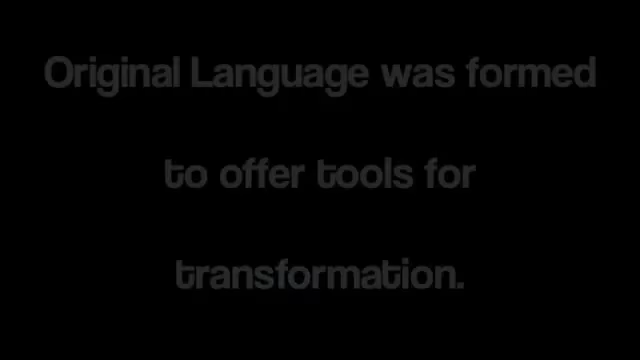 Original Language was formed
to offer tools for
transformation.